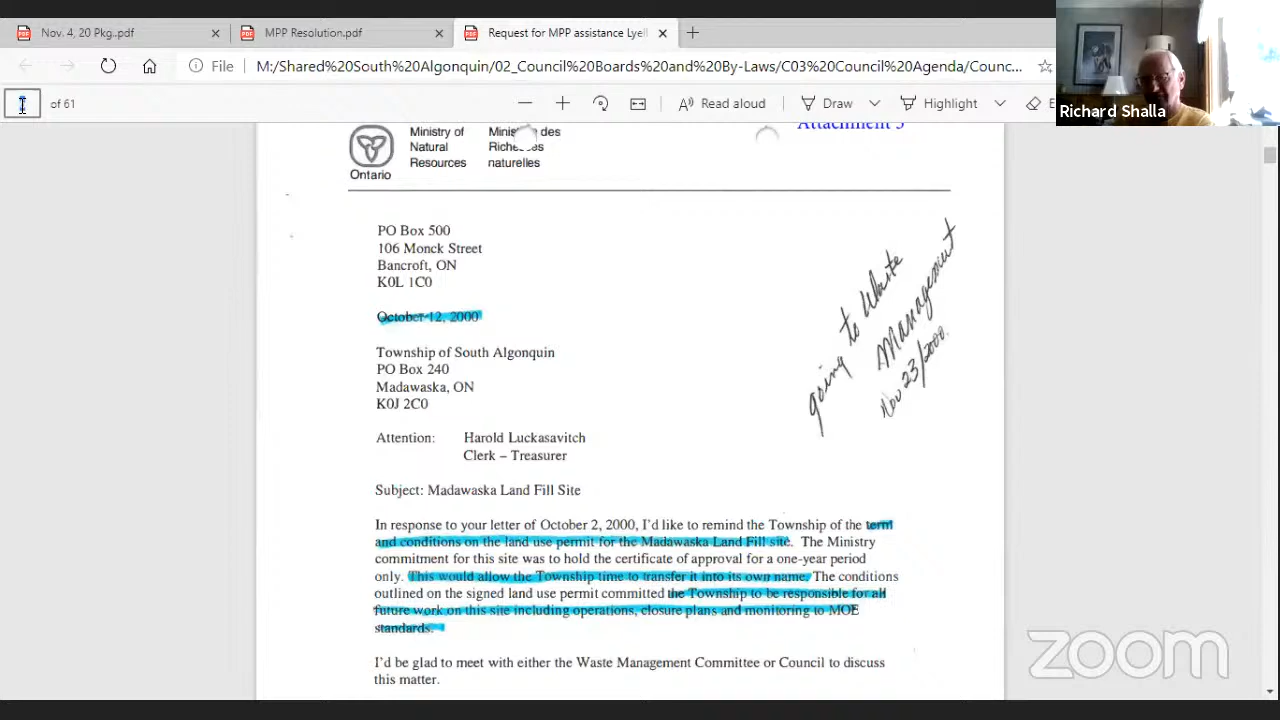 Nov. 4, 20 Pkg..pdf
MPP Resolution.pdf
Request for MPP assistance Lyell
File
M:/Shared%20South%20Algonquin/02_Council%20Boards%20and%20By-Laws/C03%20Council%20Agenda/Counc...
of 61
Read aloud
Draw
Highlight
E
Richard Shalla
Attachment 5
Ministry of
Natural
Resources
Ministère des
Richesses
naturelles
Ontario
PO Box 500
106 Monck Street
Bancroft, ON
K0L 1C0
October 12, 2000
going to Waste
Management
Nov 23/2000.
Township of South Algonquin
PO Box 240
Madawaska, ON
K0J 2C0
Attention: Harold Luckasavitch
Clerk – Treasurer
Subject: Madawaska Land Fill Site
In response to your letter of October 2, 2000, I'd like to remind the Township of the term
and conditions on the land use permit for the Madawaska Land Fill site. The Ministry
commitment for this site was to hold the certificate of approval for a one-year period
only. This would allow the Township time to transfer it into its own name. The conditions
outlined on the signed land use permit committed the Township to be responsible for all
future work on this site including operations, closure plans and monitoring to MOE
standards.
I'd be glad to meet with either the Waste Management Committee or Council to discuss
this matter.
zoom